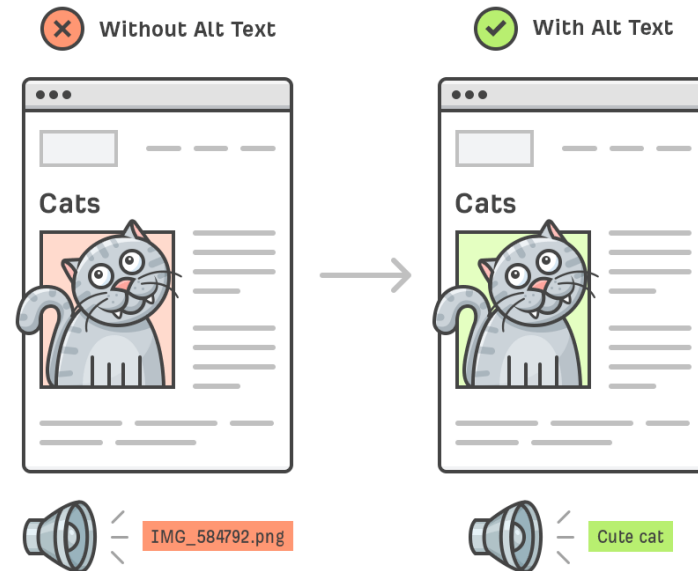 Without Alt Text
With Alt Text
Cats
Cats
IMG_584792.png
Cute cat